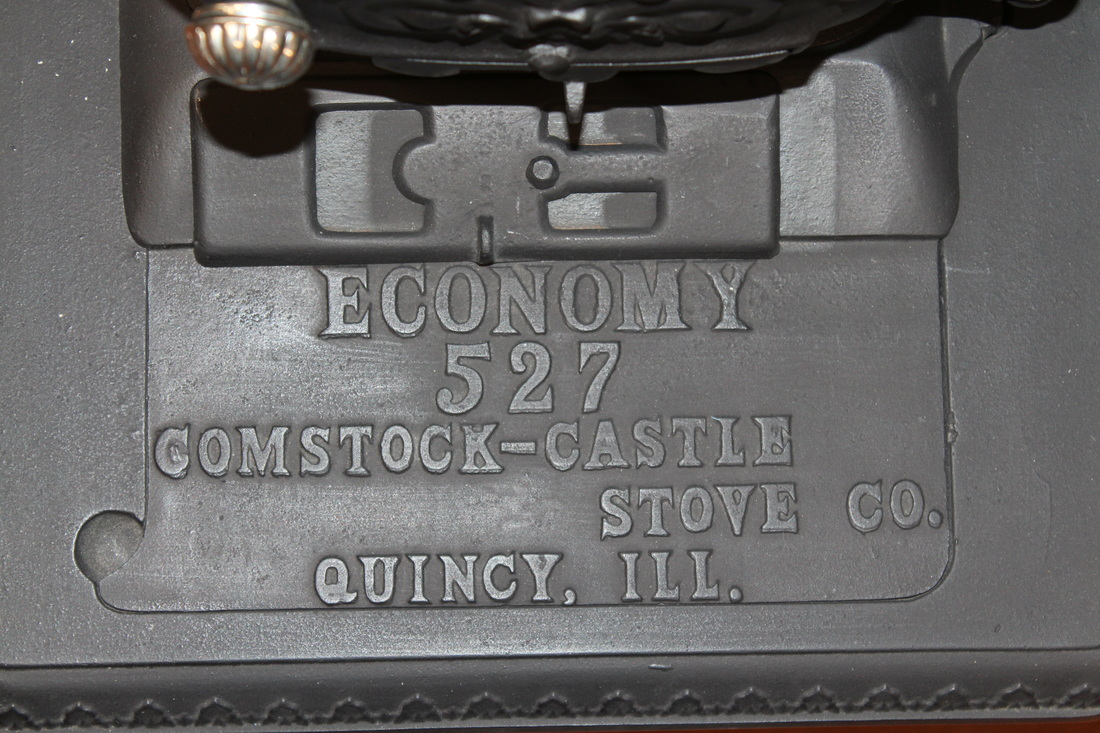 ECONOMY
527
COMSTOCK-CASTLE
STOVE CO.
QUINCY, ILL.